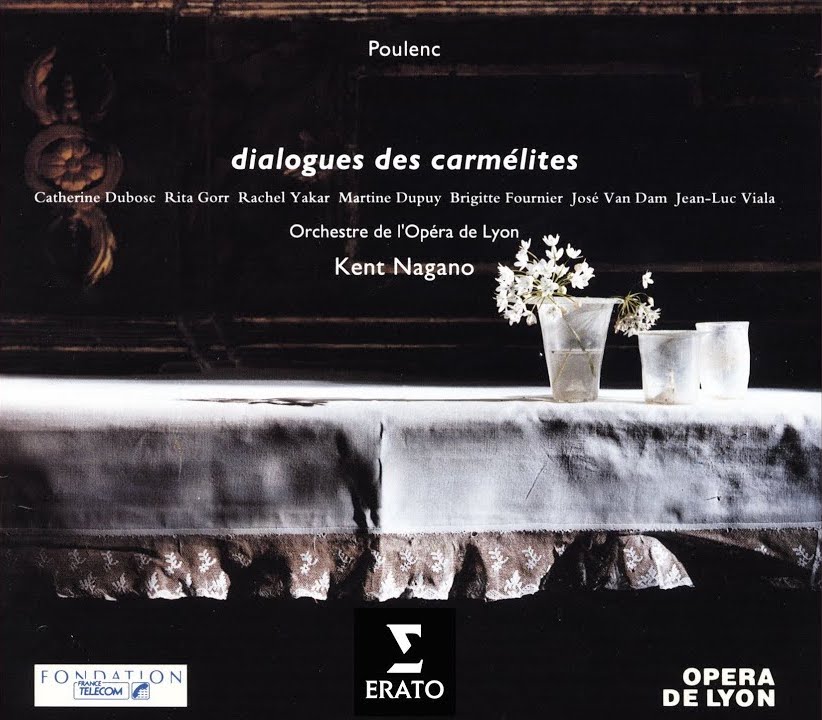 Poulenc
dialogues des carmélites
Catherine Dubosc Rita Gorr Rachel Yakar Martine Dupuy Brigitte Fournier José Van Dam Jean-Luc Viala
Orchestre de l'Opéra de Lyon
Kent Nagano
FONDATION
FRANCE
TELECOM
ERATO
OPERA
DE LYON